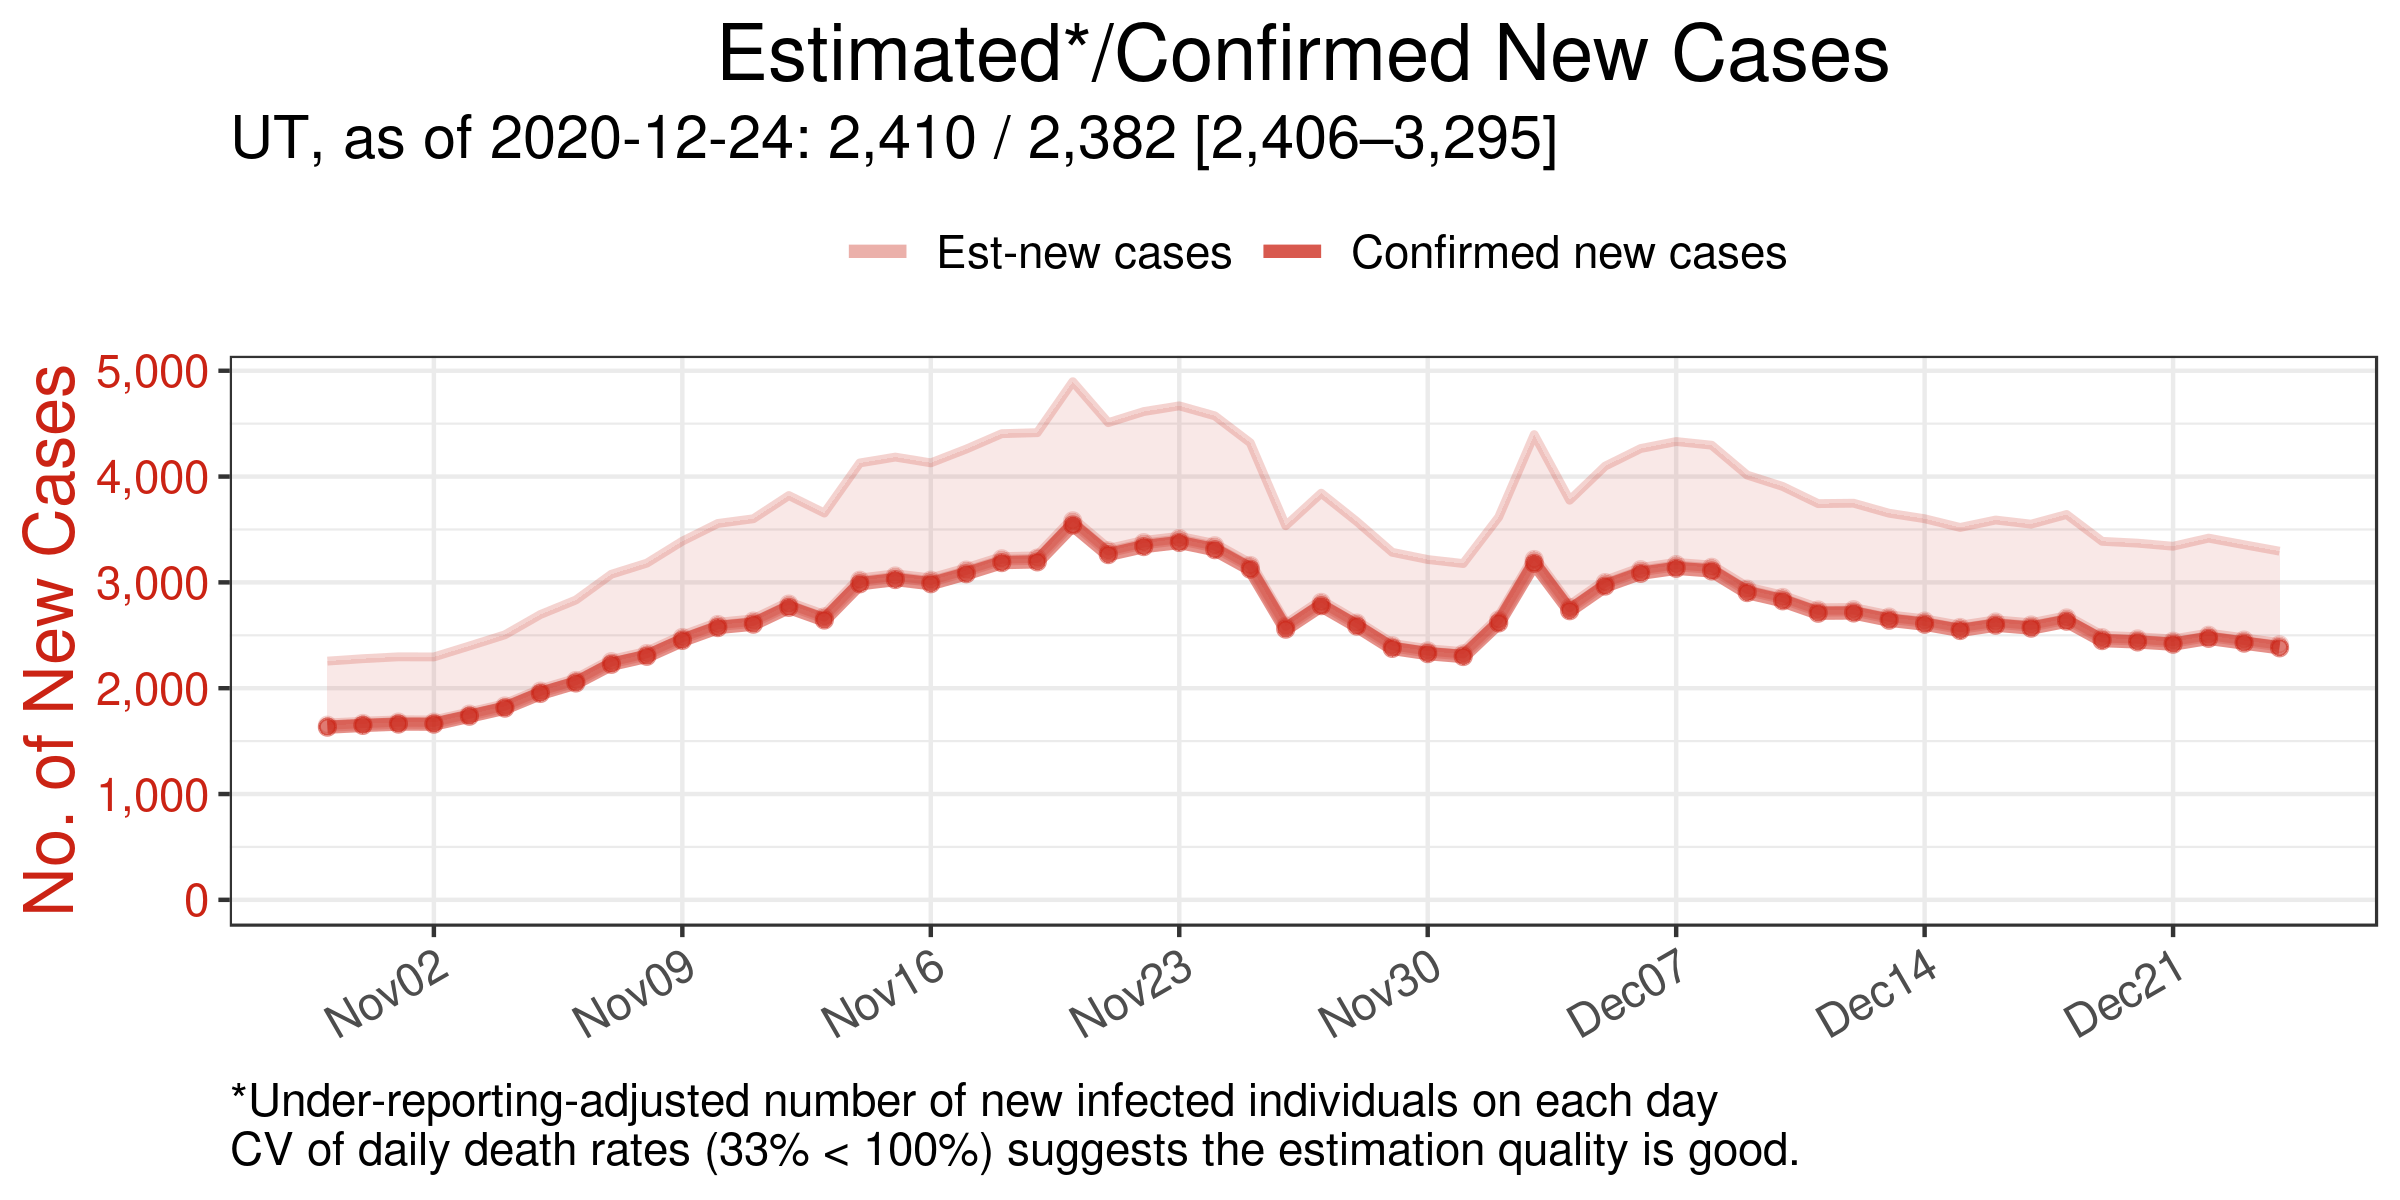 Estimated*/Confirmed New Cases
UT, as of 2020-12-24: 2,410 / 2,382 [2,406–3,295]
Est-new cases Confirmed new cases
No. of New Cases
5,000
4,000
3,000
2,000
1,000
0
Nov02 Nov09 Nov16 Nov23 Nov30 Dec07 Dec14 Dec21
*Under-reporting-adjusted number of new infected individuals on each day
CV of daily death rates (33% < 100%) suggests the estimation quality is good.